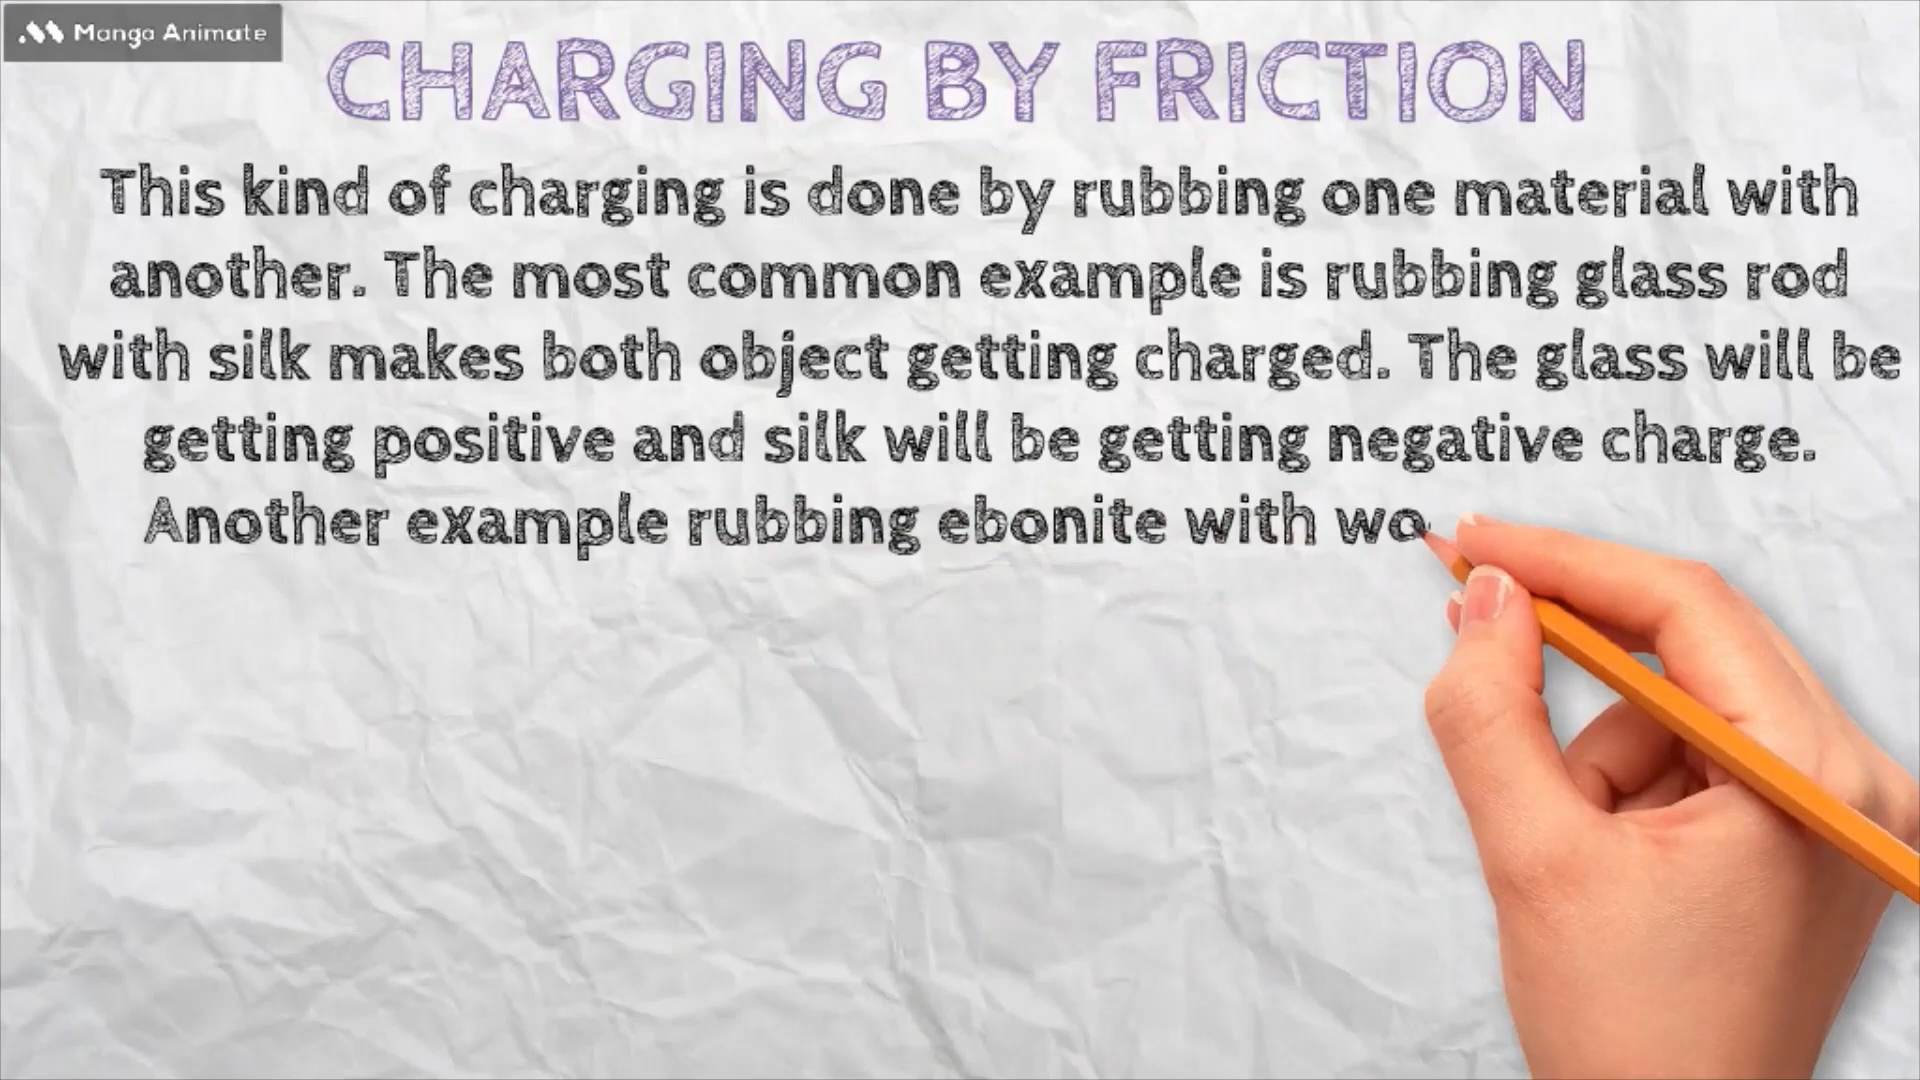 Manga Animate
CHARGING BY FRICTION
This kind of charging is done by rubbing one material with
another. The most common example is rubbing glass rod
with silk makes both object getting charged. The glass will be
getting positive and silk will be getting negative charge.
Another example rubbing ebonite with wo